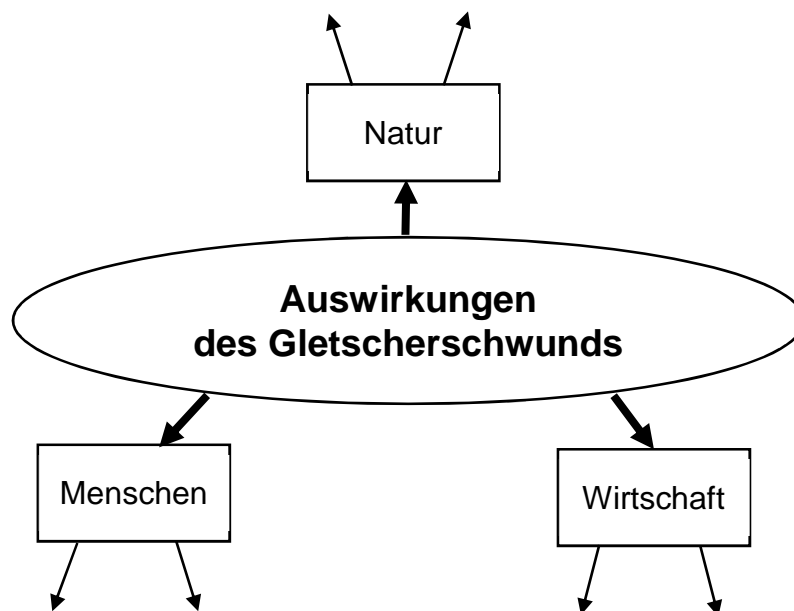 Natur
Auswirkungen
des Gletscherschwunds
Menschen
Wirtschaft